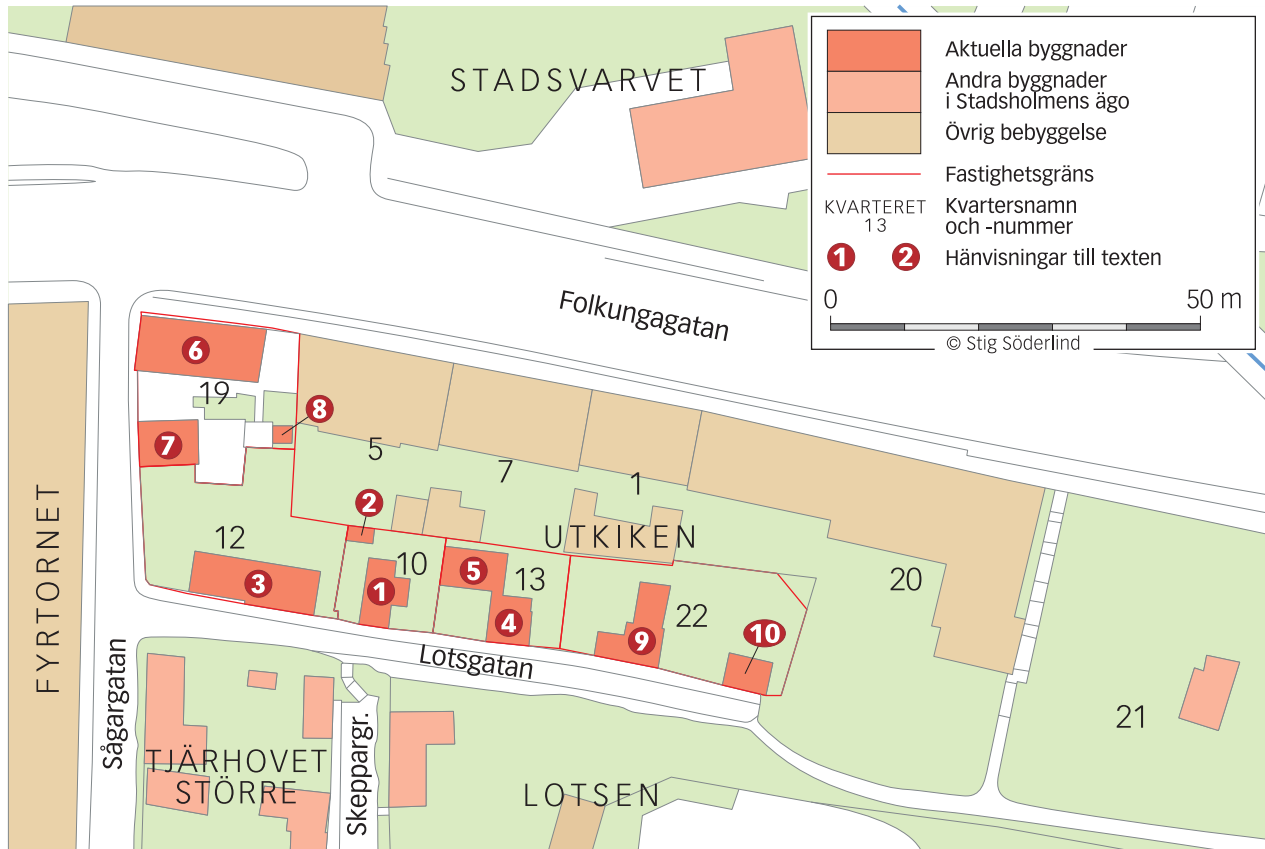 STADSVARVET
Aktuella byggnader
Andra byggnader
i Stadsholmens ägo
Övrig bebyggelse
Fastighetsgräns
KVARTERET
13
Kvartersnamn
och -nummer
1 2
Hänvisningar till texten
0 50 m
© Stig Söderlind
Folkungagatan
6
19
8
7
5
7
1
2
UTKIKEN
FYRTORNET
12
10
5
13
3
1
4
9
22
10
20
21
Lotsgatan
Sågargatan
TJÄRHOVET
STÖRRE
Skeppargr.
LOTSEN